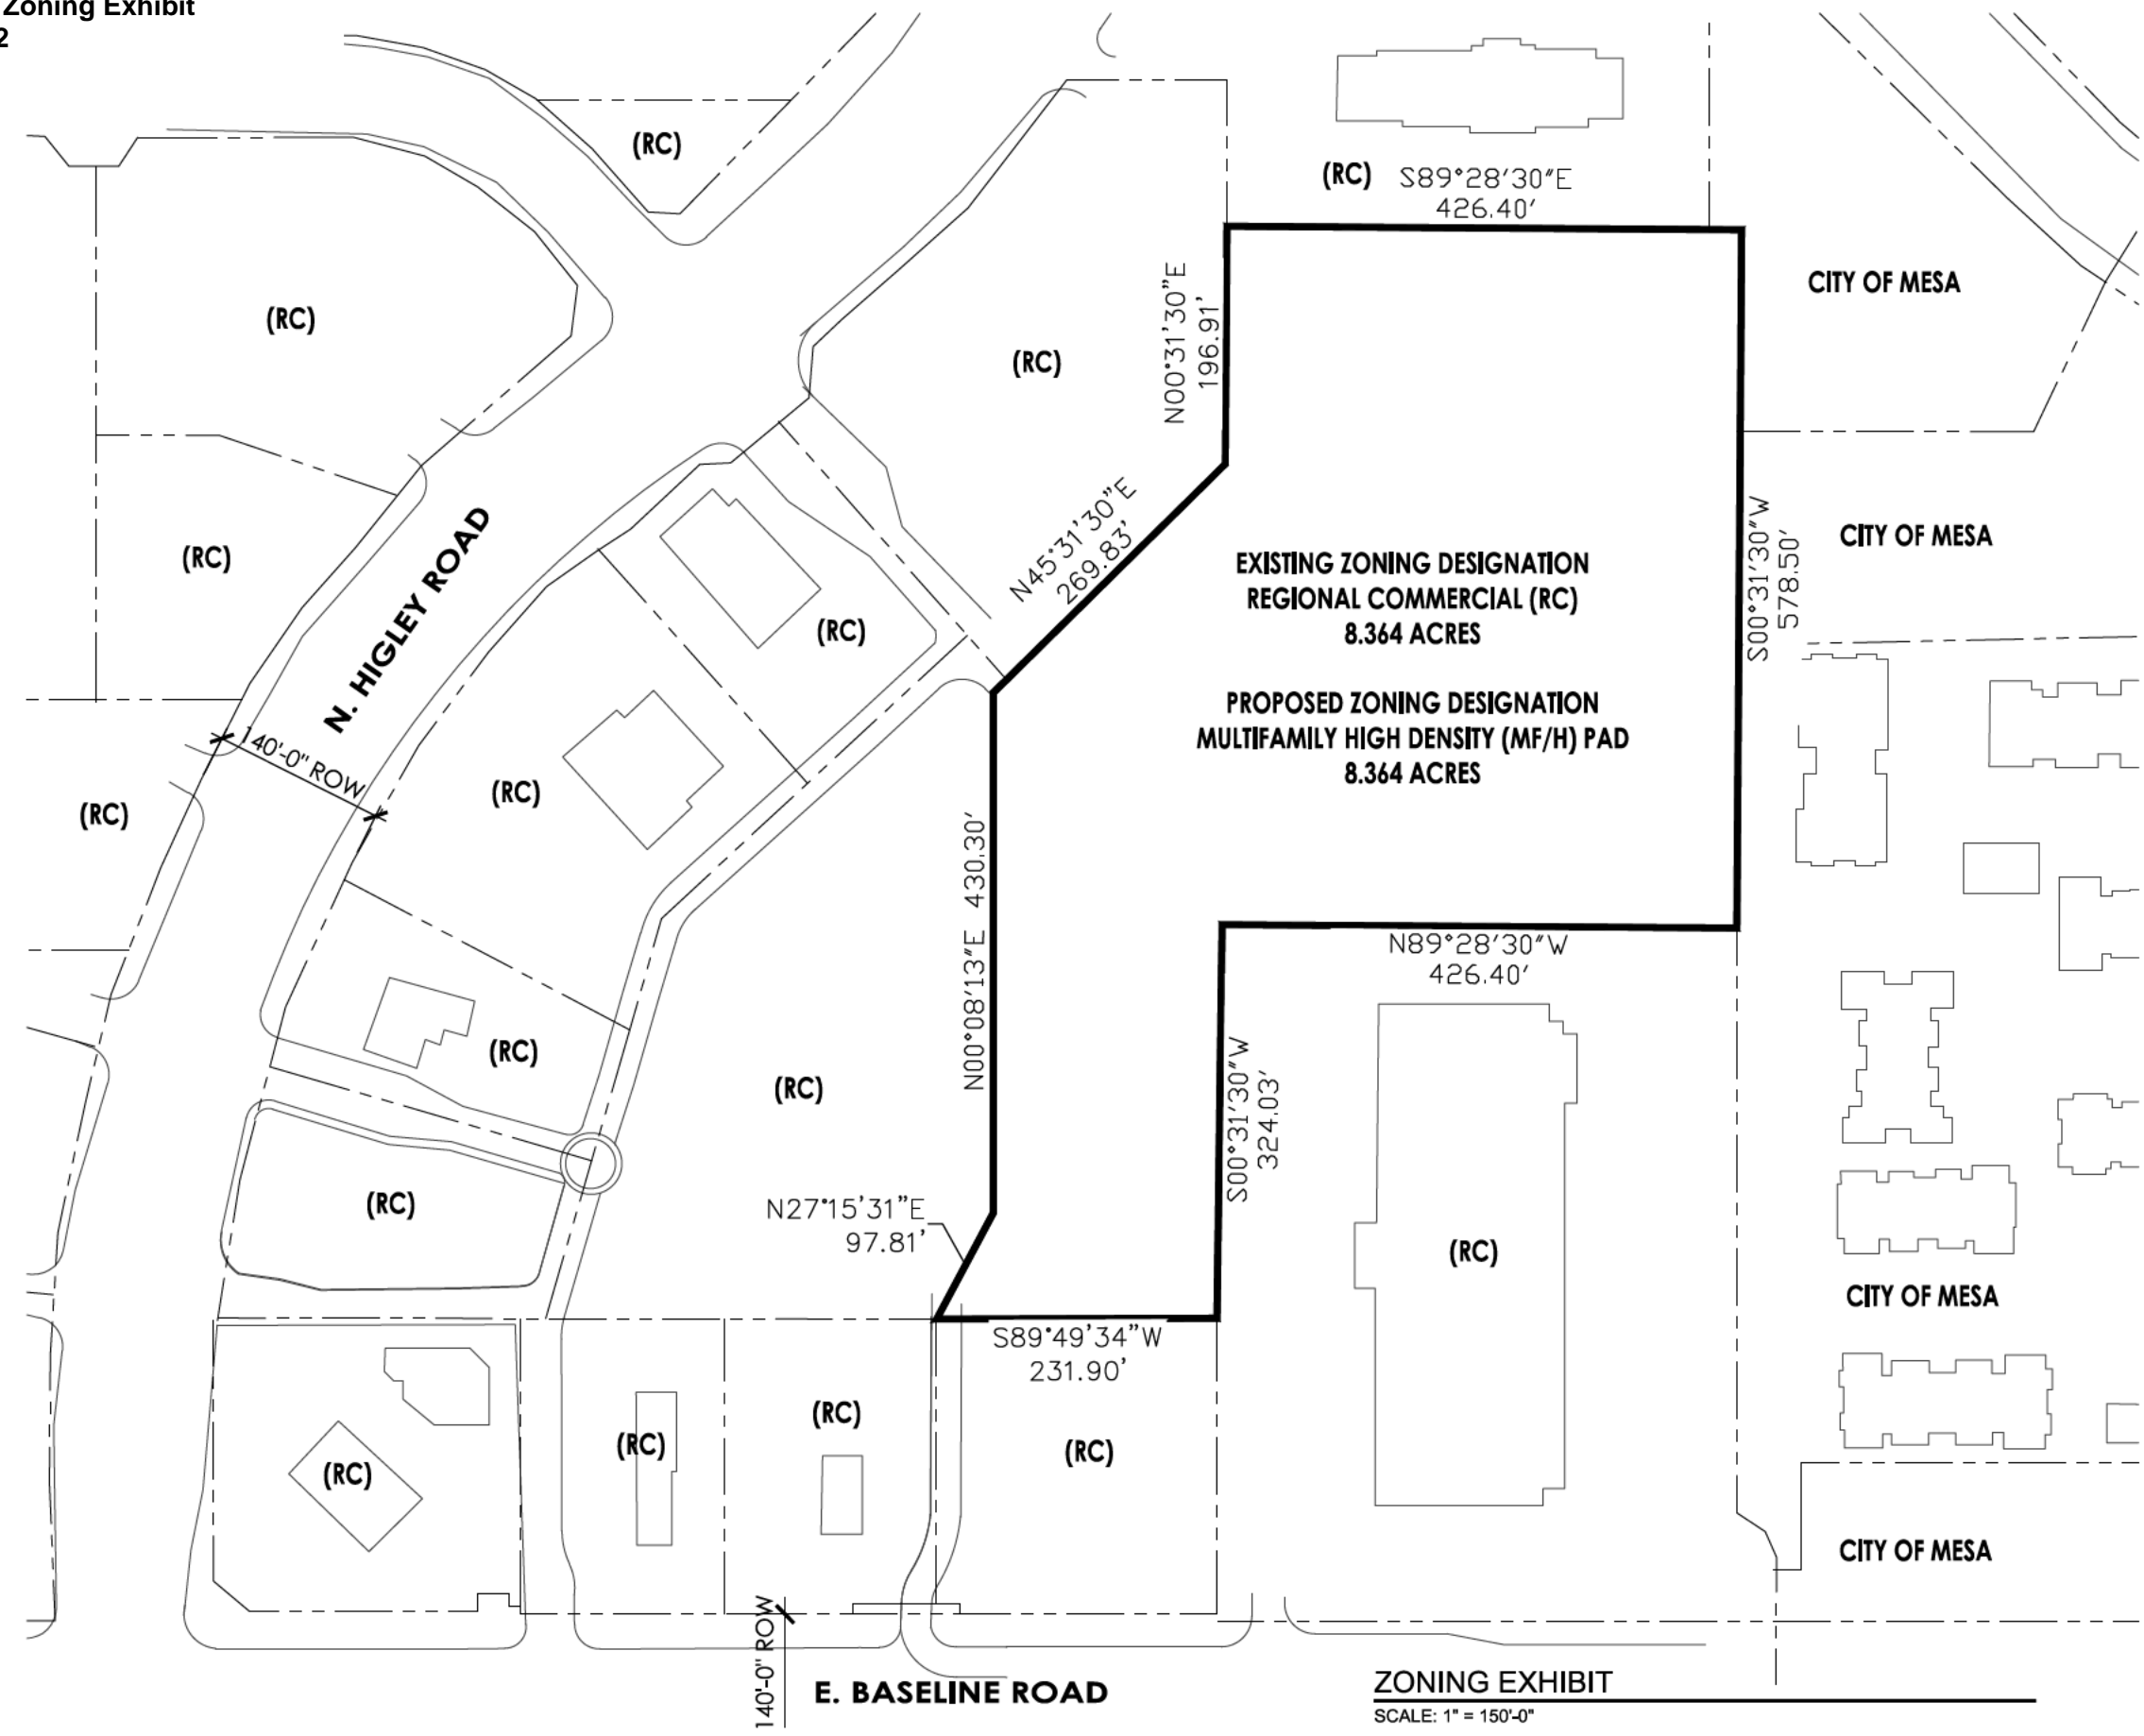 Zoning Exhibit
2
(RC)
(RC)
S89°28'30"E
426.40'
CITY OF MESA
(RC)
N00°31'30"E
196.91'
(RC)
N45°31'30"E
269.83'
S00°31'30"W
578.50'
CITY OF MESA
(RC)
N. HIGLEY ROAD
EXISTING ZONING DESIGNATION
REGIONAL COMMERCIAL (RC)
8.364 ACRES
(RC)
PROPOSED ZONING DESIGNATION
MULTIFAMILY HIGH DENSITY (MF/H) PAD
8.364 ACRES
140'-0" ROW
(RC)
(RC)
N00°08'13"E 430.30'
N89°28'30"W
426.40'
(RC)
(RC)
S00°31'30"W
324.03'
(RC)
N27°15'31"E
97.81'
(RC)
CITY OF MESA
S89°49'34"W
231.90'
(RC)
(RC)
(RC)
(RC)
CITY OF MESA
140'-0" ROW
E. BASELINE ROAD
ZONING EXHIBIT
SCALE: 1" = 150'-0"